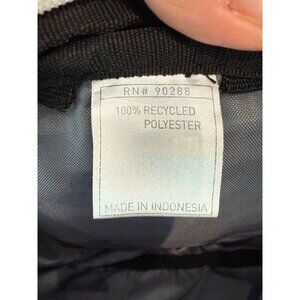 RN# 90288
100% RECYCLED
POLYESTER
MADE IN INDONESIA